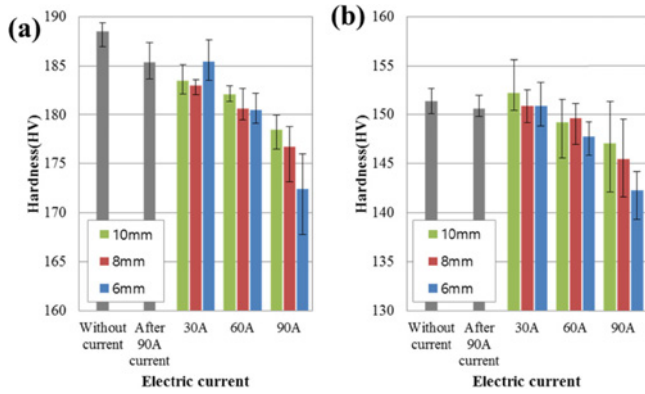 (a)
190
185
180
175
170
165
160
Hardness(HV)
10mm
8mm
6mm
Without current
After 90A current
30A
60A
90A
Electric current
(b)
160
155
150
145
140
135
130
Hardness(HV)
10mm
8mm
6mm
Without current
After 90A current
30A
60A
90A
Electric current